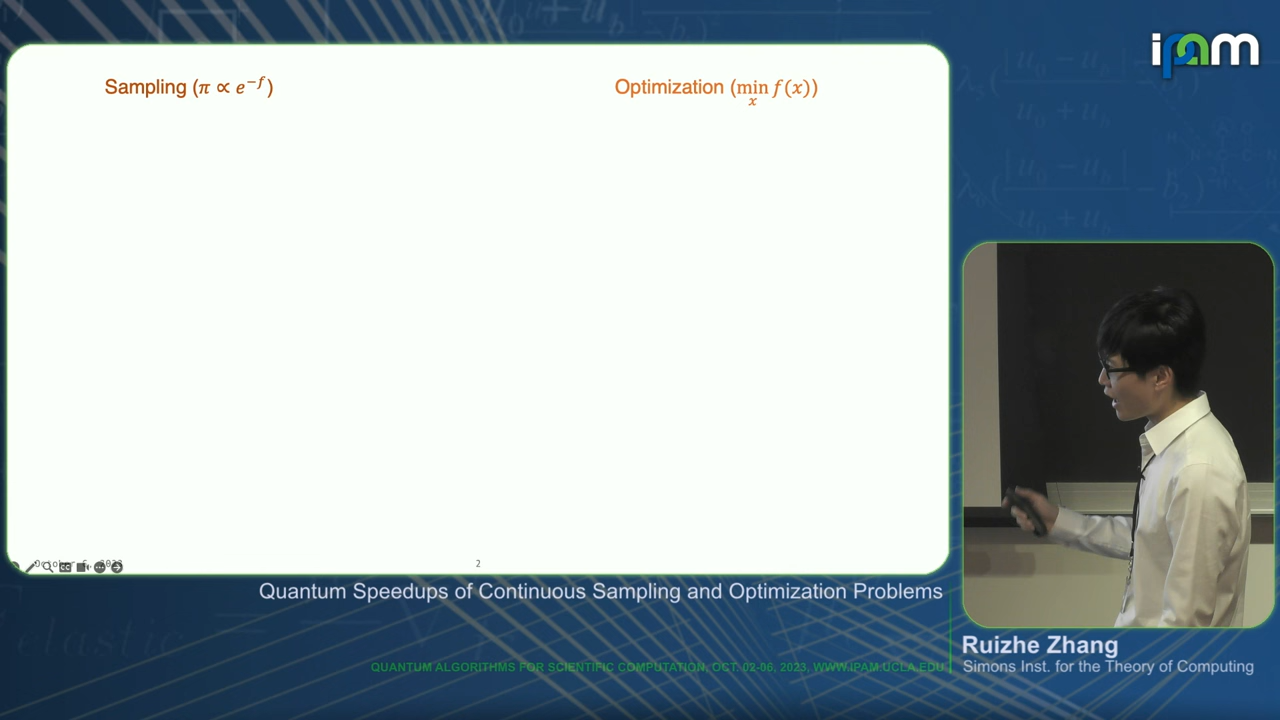 ipam
Sampling (π ∝ e^{−f})
Optimization (min_x f(x))
2
Quantum Speedups of Continuous Sampling and Optimization Problems
Ruizhe Zhang
Simons Inst. for the Theory of Computing
QUANTUM ALGORITHMS FOR SCIENTIFIC COMPUTATION, OCT. 02-06, 2023, WWW.IPAM.UCLA.EDU
elastic